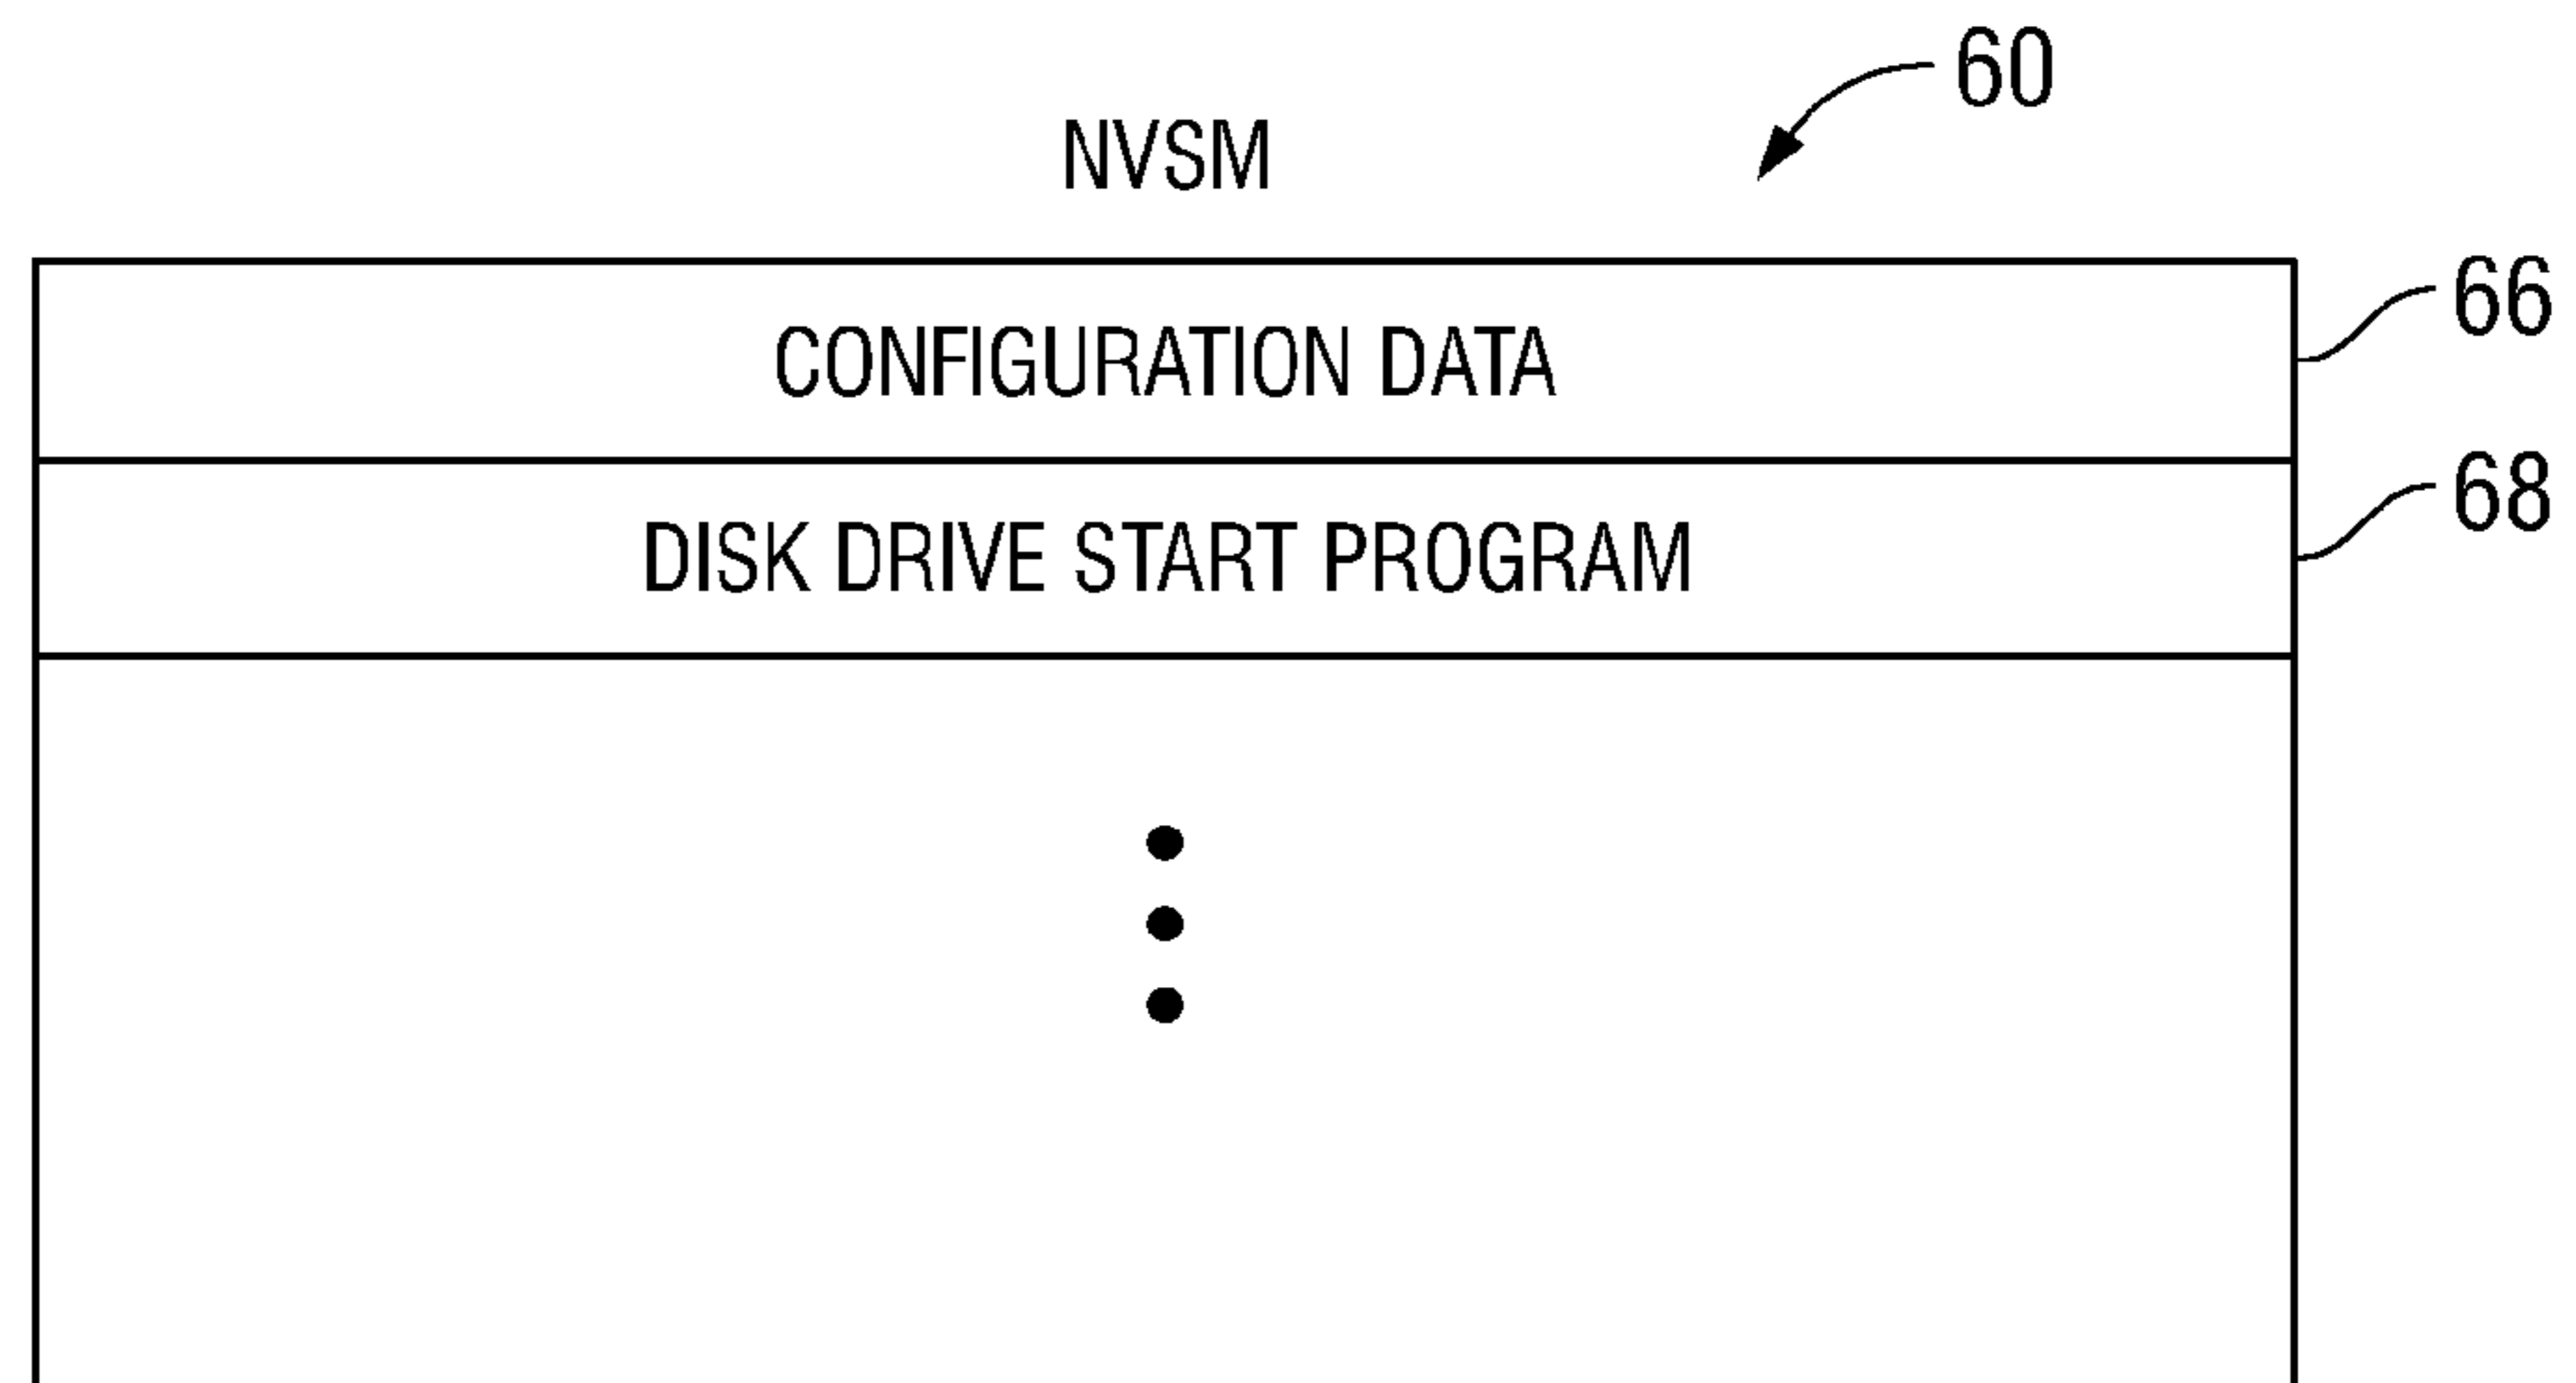 60
NVSM
66
CONFIGURATION DATA
68
DISK DRIVE START PROGRAM